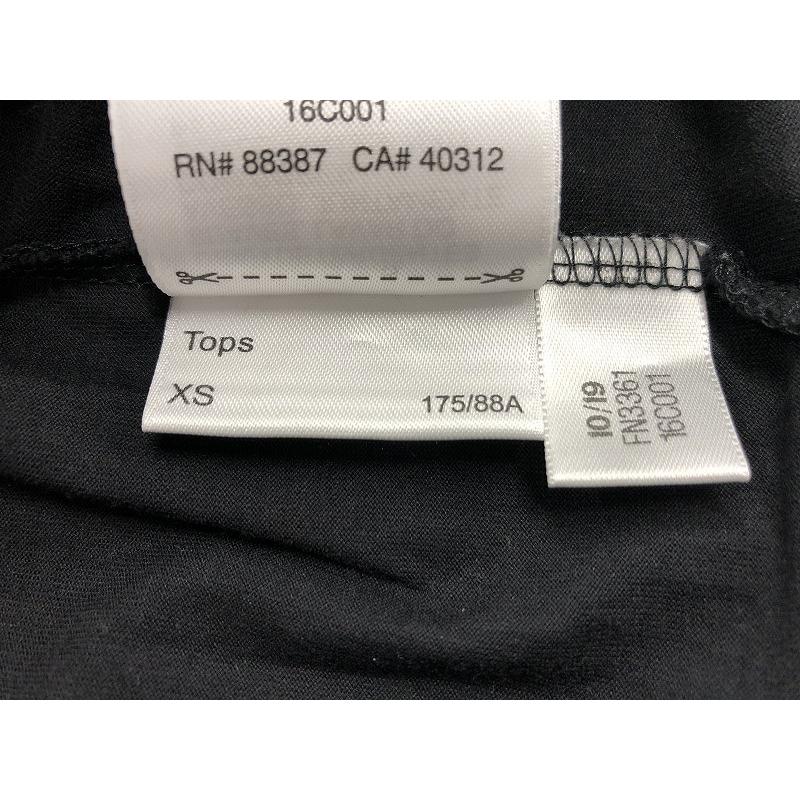 16C001
RN# 88387 CA# 40312
Tops
XS 175/88A
10/19
FN3361
16C001